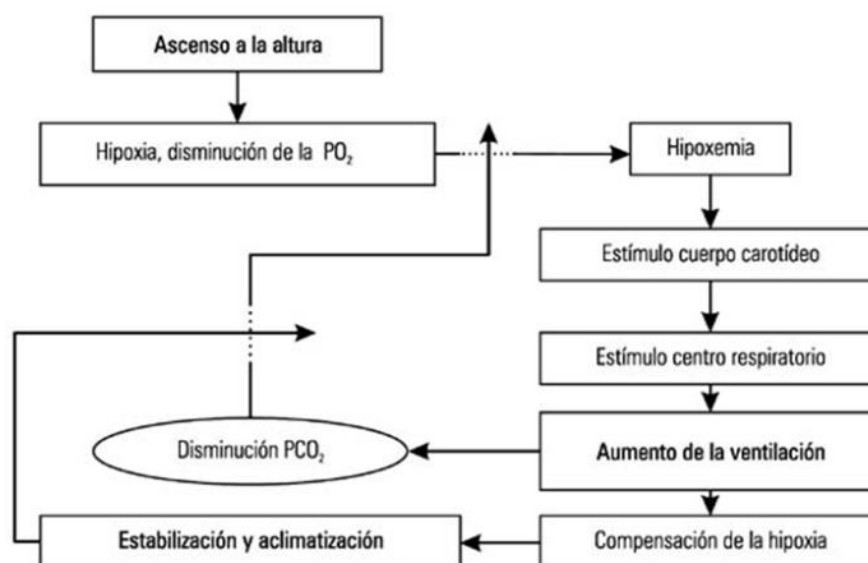 Ascenso a la altura
Hipoxia, disminución de la PO₂
Hipoxemia
Estímulo cuerpo carotídeo
Estímulo centro respiratorio
Disminución PCO₂
Aumento de la ventilación
Estabilización y aclimatización
Compensación de la hipoxia